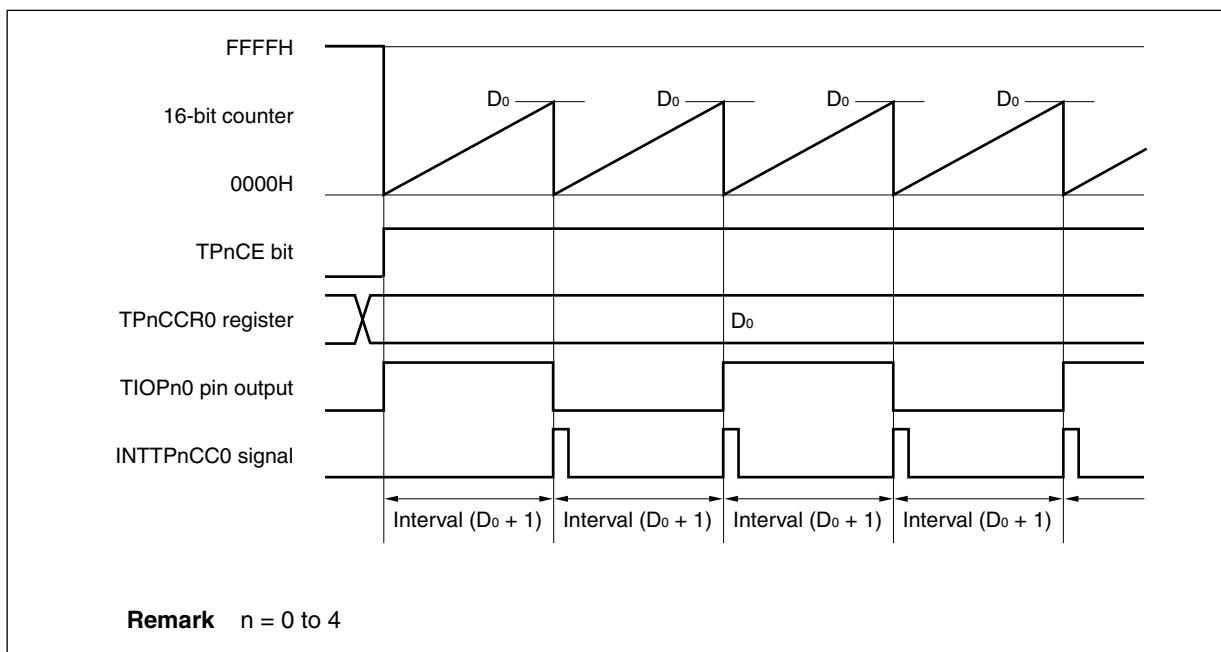 FFFFH
D0 D0 D0 D0
16-bit counter
0000H
TPnCE bit
TPnCCR0 register D0
TIOPn0 pin output
INTTPnCC0 signal
Interval (D0 + 1) Interval (D0 + 1) Interval (D0 + 1) Interval (D0 + 1)
Remark n = 0 to 4